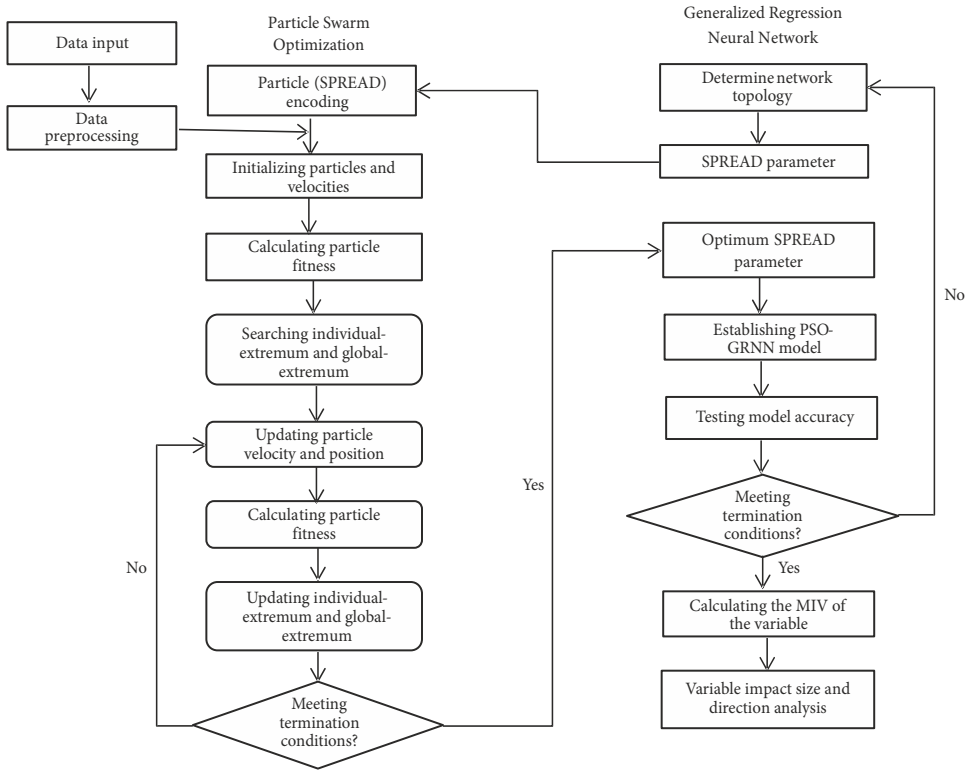 Data input
Data
preprocessing
Particle Swarm
Optimization
Particle (SPREAD)
encoding
Initializing particles and
velocities
Calculating particle
fitness
Searching individual-
extremum and global-
extremum
Updating particle
velocity and position
Calculating particle
fitness
Updating individual-
extremum and global-
extremum
Meeting
termination
conditions?
No
Yes
Generalized Regression
Neural Network
Determine network
topology
SPREAD parameter
Optimum SPREAD
parameter
Establishing PSO-
GRNN model
Testing model accuracy
Meeting
termination
conditions?
No
Yes
Calculating the MIV of
the variable
Variable impact size and
direction analysis